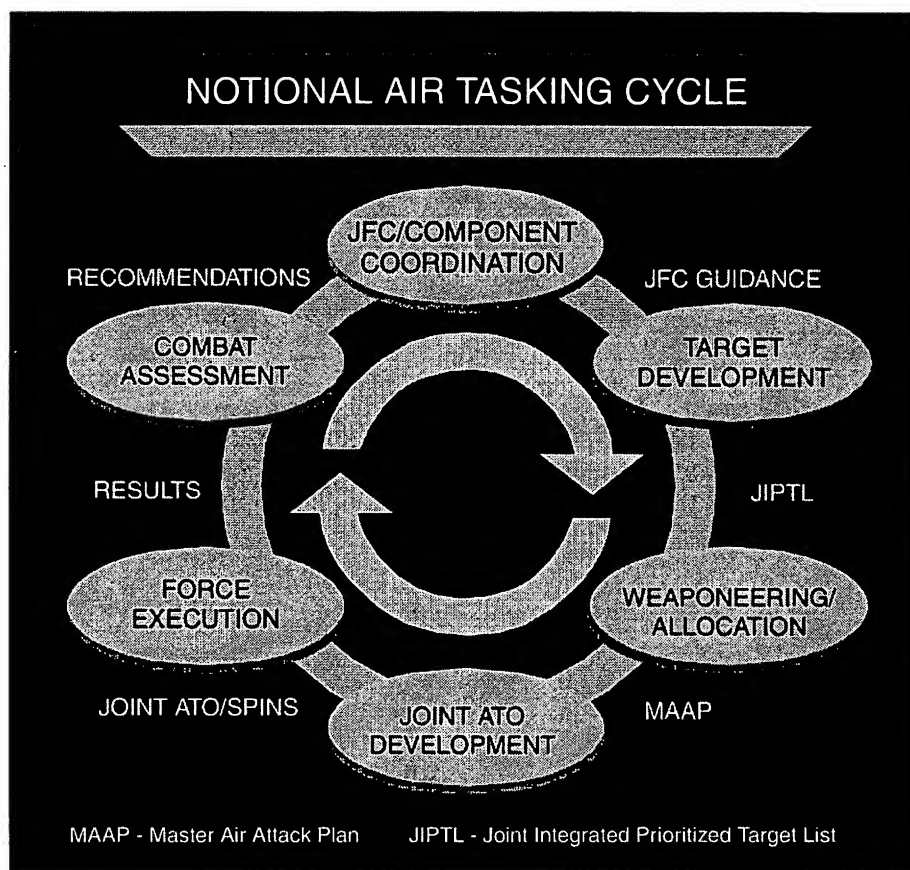 NOTIONAL AIR TASKING CYCLE
JFC/COMPONENT
COORDINATION
RECOMMENDATIONS
JFC GUIDANCE
COMBAT
ASSESSMENT
TARGET
DEVELOPMENT
RESULTS
JIPTL
FORCE
EXECUTION
WEAPONEERING/
ALLOCATION
JOINT ATO/SPINS
JOINT ATO
DEVELOPMENT
MAAP
MAAP - Master Air Attack Plan
JIPTL - Joint Integrated Prioritized Target List